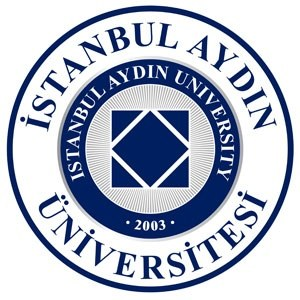 İSTANBUL AYDIN
ÜNİVERSİTESİ
ISTANBUL AYDIN UNIVERSITY
· 2003 ·